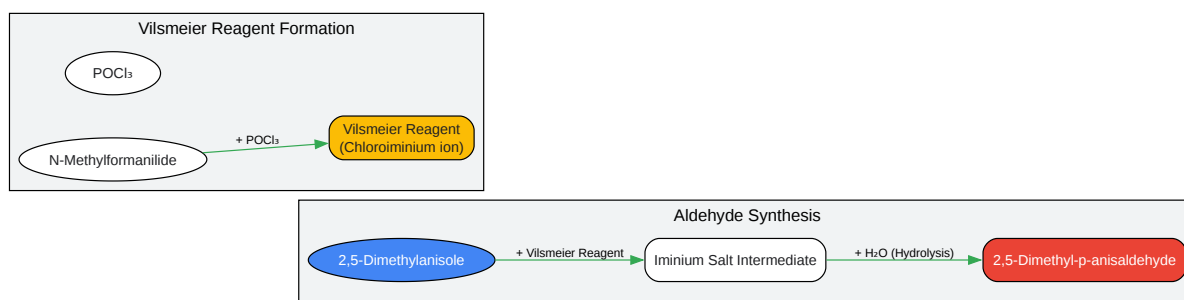 Vilsmeier Reagent Formation
POCl₃
N-Methylformanilide
+ POCl₃
Vilsmeier Reagent
(Chloroiminium ion)
Aldehyde Synthesis
2,5-Dimethylanisole
+ Vilsmeier Reagent
Iminium Salt Intermediate
+ H₂O (Hydrolysis)
2,5-Dimethyl-p-anisaldehyde